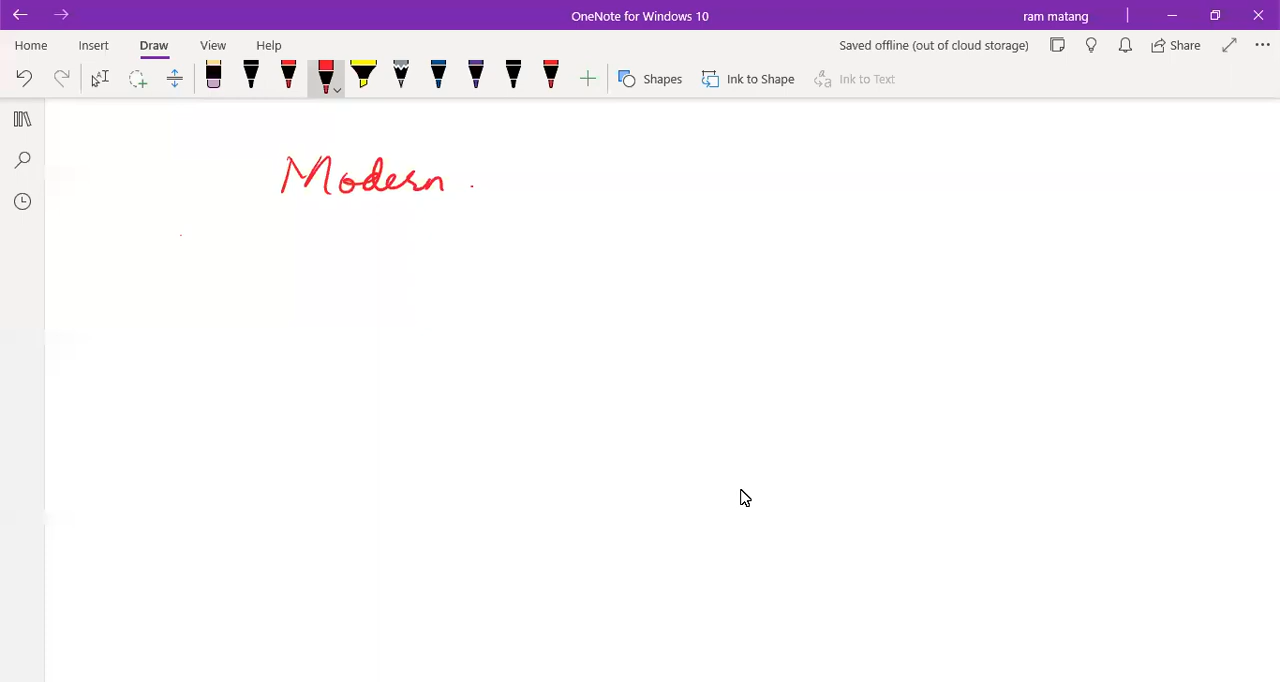 OneNote for Windows 10
ram matang
Home Insert Draw View Help
Saved offline (out of cloud storage) Share
Shapes Ink to Shape Ink to Text
Modern